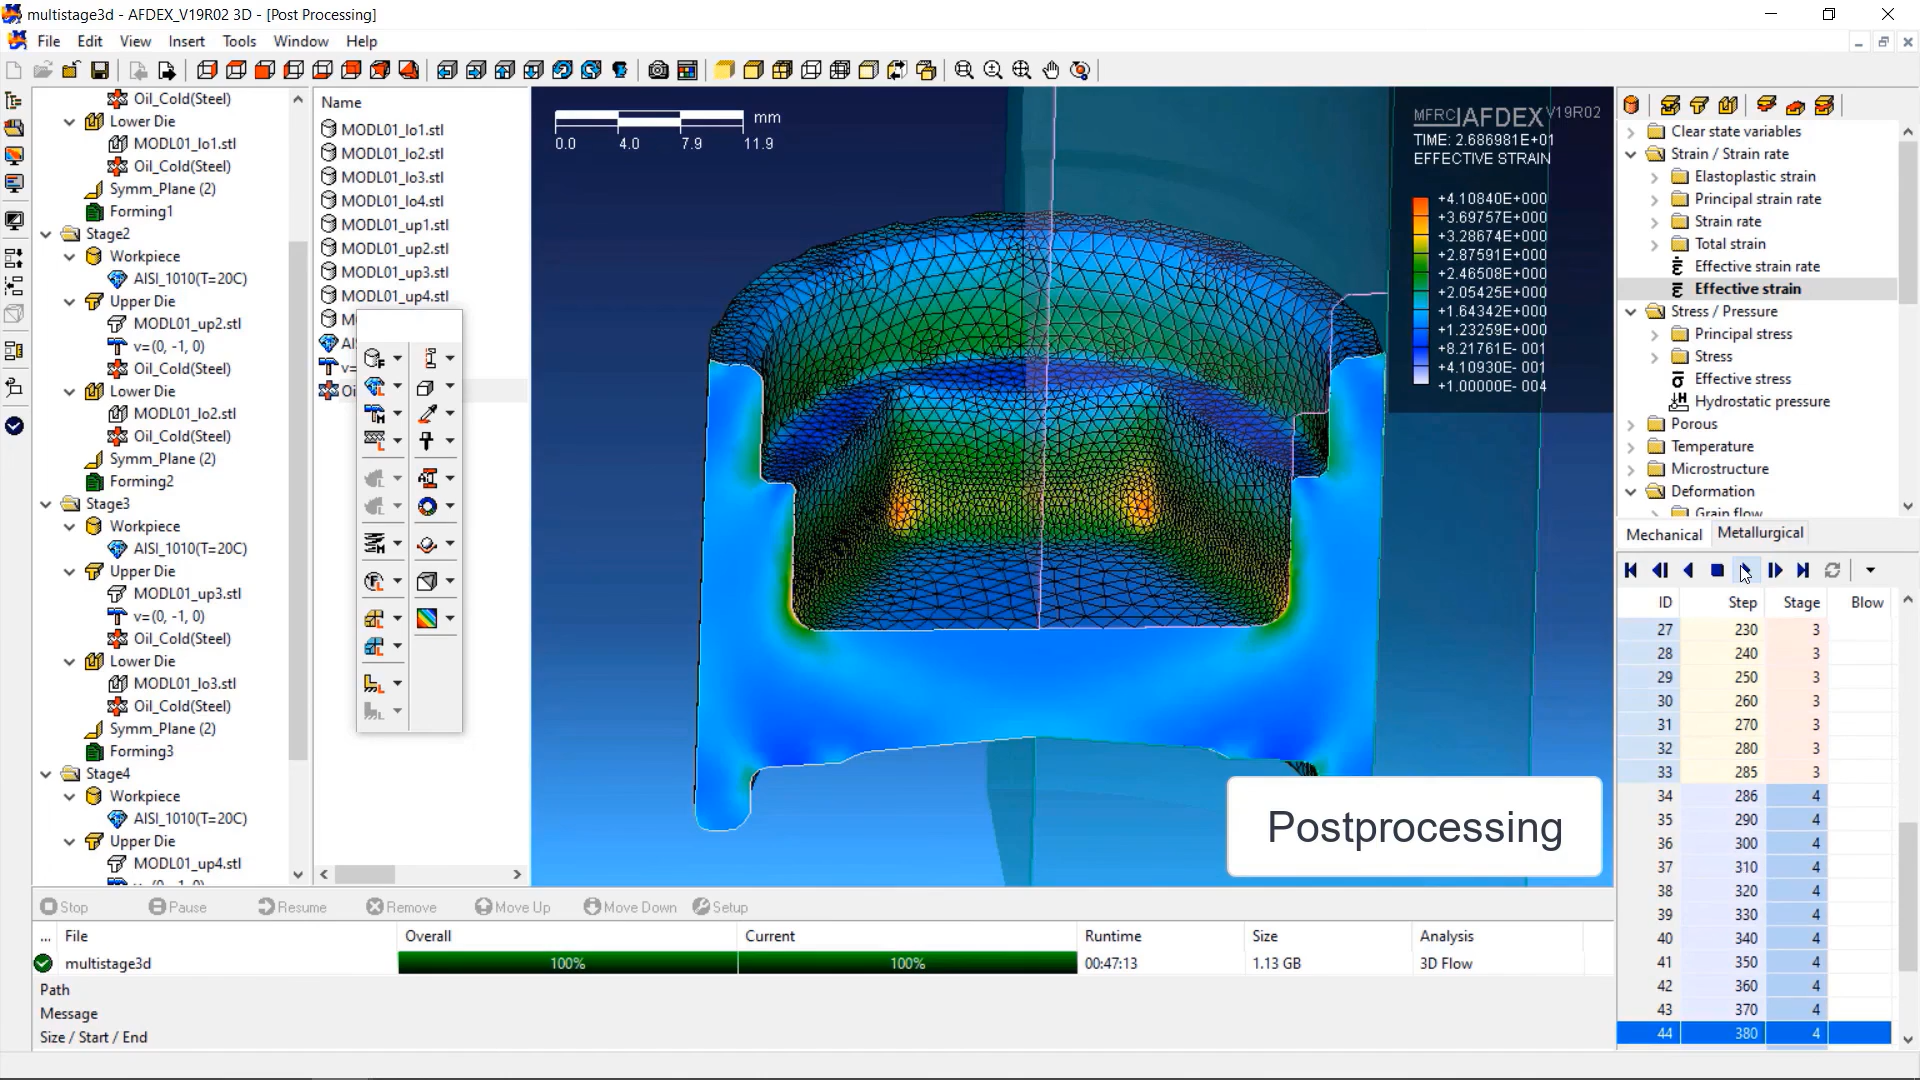 multistage3d - AFDEX_V19R02 3D - [Post Processing]
File Edit View Insert Tools Window Help
Oil_Cold(Steel)
Lower Die
MODL01_lo1.stl
Oil_Cold(Steel)
Symm_Plane (2)
Forming1
Stage2
Workpiece
AISI_1010(T=20C)
Upper Die
MODL01_up2.stl
v=(0, -1, 0)
Oil_Cold(Steel)
Lower Die
MODL01_lo2.stl
Oil_Cold(Steel)
Symm_Plane (2)
Forming2
Stage3
Workpiece
AISI_1010(T=20C)
Upper Die
MODL01_up3.stl
v=(0, -1, 0)
Oil_Cold(Steel)
Lower Die
MODL01_lo3.stl
Oil_Cold(Steel)
Symm_Plane (2)
Forming3
Stage4
Workpiece
AISI_1010(T=20C)
Upper Die
MODL01_up4.stl
Name
MODL01_lo1.stl
MODL01_lo2.stl
MODL01_lo3.stl
MODL01_lo4.stl
MODL01_up1.stl
MODL01_up2.stl
MODL01_up3.stl
MODL01_up4.stl
mm
0.0 4.0 7.9 11.9
MFRC AFDEX V19R02
TIME: 2.686981E+01
EFFECTIVE STRAIN
+4.10840E+000
+3.69757E+000
+3.28674E+000
+2.87591E+000
+2.46508E+000
+2.05425E+000
+1.64342E+000
+1.23259E+000
+8.21761E- 001
+4.10930E- 001
+1.00000E- 004
Postprocessing
Clear state variables
Strain / Strain rate
Elastoplastic strain
Principal strain rate
Strain rate
Total strain
Effective strain rate
Effective strain
Stress / Pressure
Principal stress
Stress
Effective stress
Hydrostatic pressure
Porous
Temperature
Microstructure
Deformation
Grain flow
Mechanical Metallurgical
ID Step Stage Blow
27 230 3
28 240 3
29 250 3
30 260 3
31 270 3
32 280 3
33 285 3
34 286 4
35 290 4
36 300 4
37 310 4
38 320 4
39 330 4
40 340 4
41 350 4
42 360 4
43 370 4
44 380 4
Stop Pause Resume Remove Move Up Move Down Setup
... File Overall Current Runtime Size Analysis
multistage3d 100% 100% 00:47:13 1.13 GB 3D Flow
Path
Message
Size / Start / End